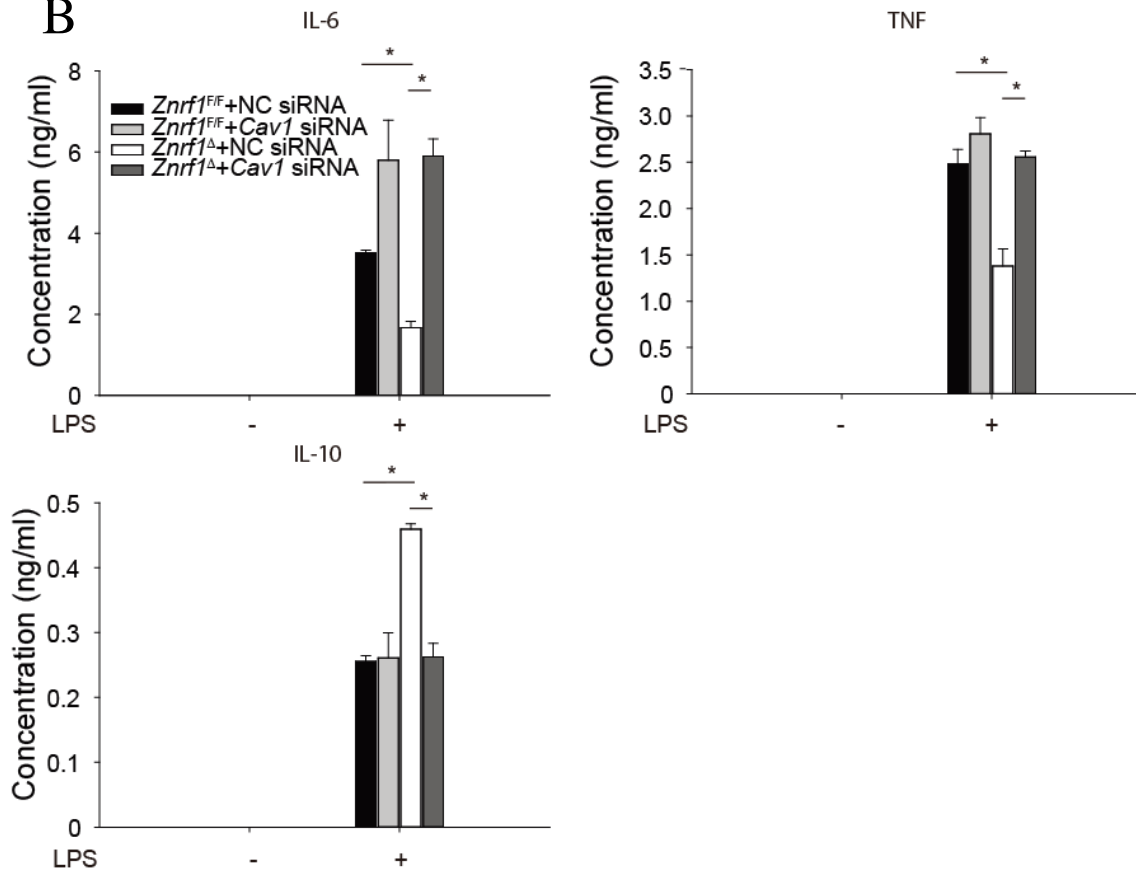 B
IL-6
*
*
Concentration (ng/ml)
8
6
4
2
0
Znrf1F/F+NC siRNA
Znrf1F/F+Cav1 siRNA
Znrf1Δ+NC siRNA
Znrf1Δ+Cav1 siRNA
LPS - +
TNF
*
*
Concentration (ng/ml)
3.5
3.0
2.5
2.0
1.5
1.0
0.5
0
LPS - +
IL-10
*
*
Concentration (ng/ml)
0.5
0.4
0.3
0.2
0.1
0
LPS - +